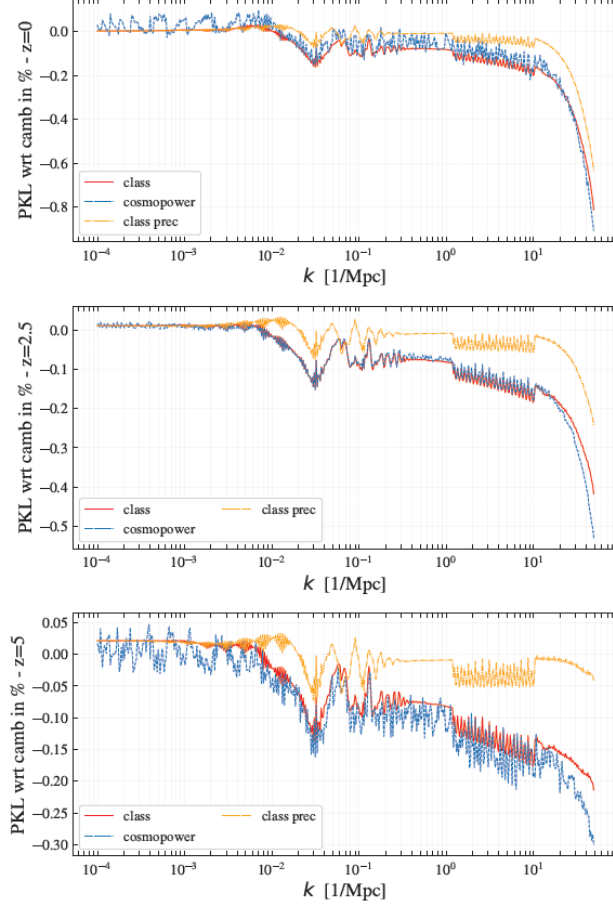 PKL wrt camb in % - z=0
0.0
−0.2
−0.4
−0.6
−0.8
class
cosmopower
class prec
10⁻⁴ 10⁻³ 10⁻² 10⁻¹ 10⁰ 10¹
k [1/Mpc]
PKL wrt camb in % - z=2.5
0.0
−0.1
−0.2
−0.3
−0.4
−0.5
class class prec
cosmopower
10⁻⁴ 10⁻³ 10⁻² 10⁻¹ 10⁰ 10¹
k [1/Mpc]
PKL wrt camb in % - z=5
0.05
0.00
−0.05
−0.10
−0.15
−0.20
−0.25
−0.30
class class prec
cosmopower
10⁻⁴ 10⁻³ 10⁻² 10⁻¹ 10⁰ 10¹
k [1/Mpc]